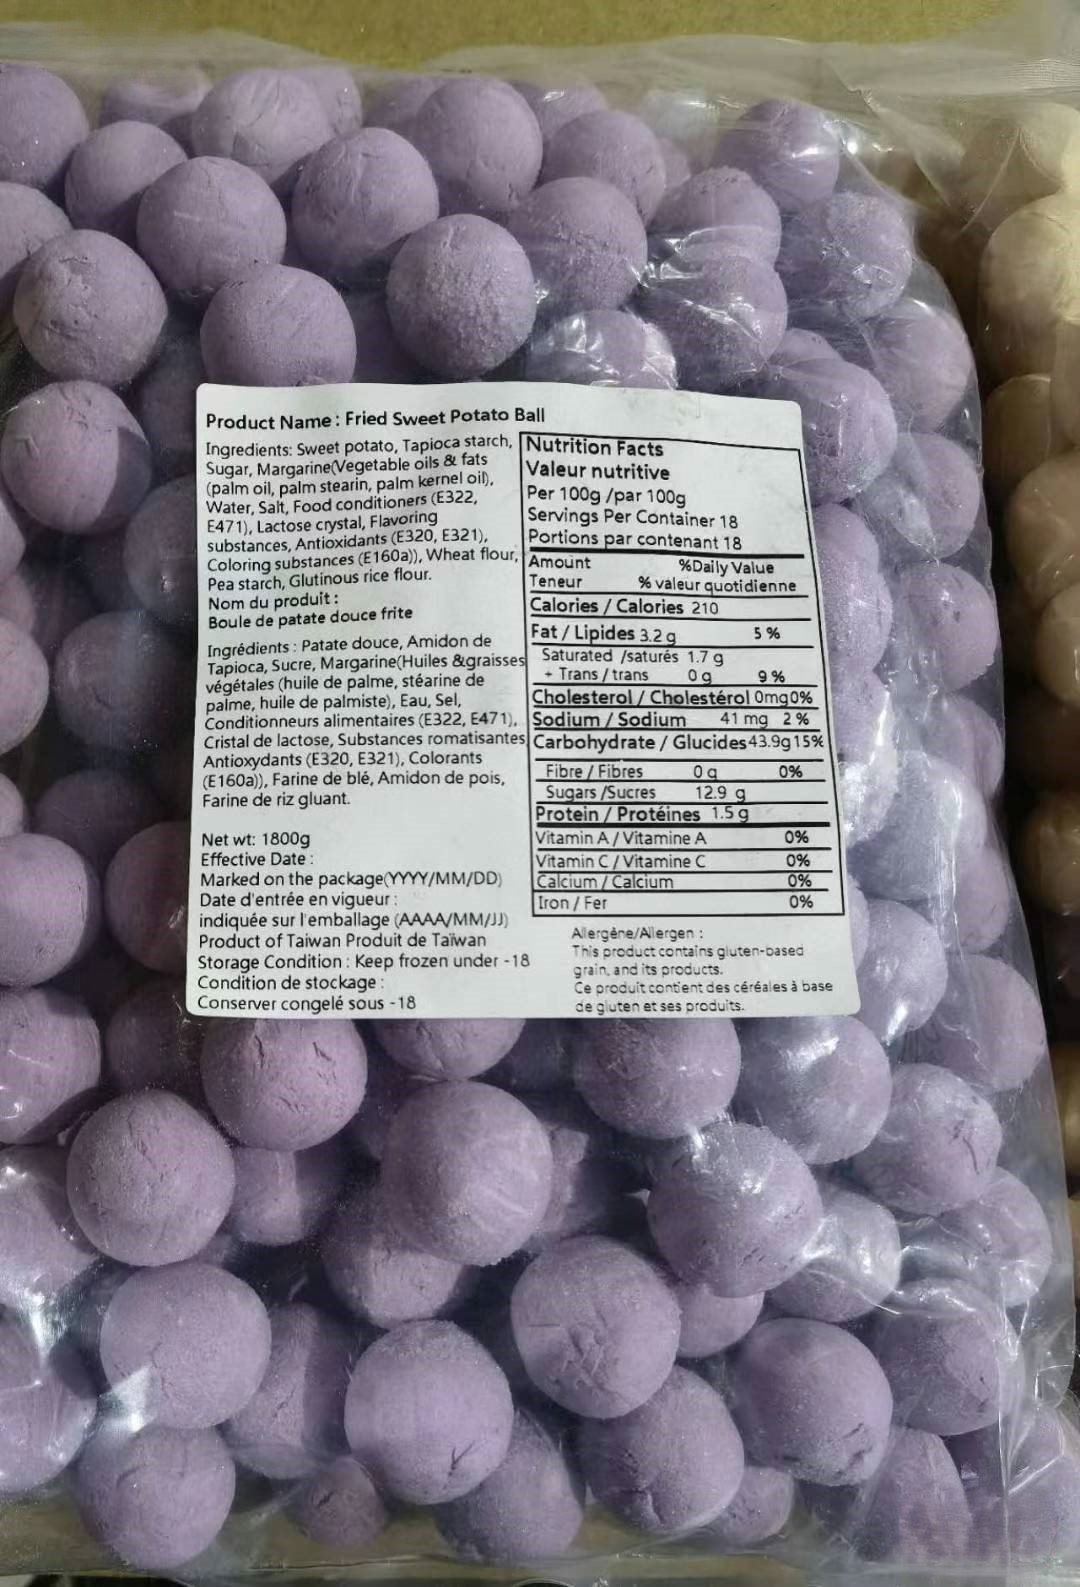 Product Name : Fried Sweet Potato Ball
Ingredients: Sweet potato, Tapioca starch,
Sugar, Margarine(Vegetable oils & fats
(palm oil, palm stearin, palm kernel oil),
Water, Salt, Food conditioners (E322,
E471), Lactose crystal, Flavoring
substances, Antioxidants (E320, E321),
Coloring substances (E160a)), Wheat flour,
Pea starch, Glutinous rice flour.
Nom du produit :
Boule de patate douce frite
Ingrédients : Patate douce, Amidon de
Tapioca, Sucre, Margarine(Huiles &graisses
végétales (huile de palme, stéarine de
palme, huile de palmiste), Eau, Sel,
Conditionneurs alimentaires (E322, E471),
Cristal de lactose, Substances romatisantes
Antioxydants (E320, E321), Colorants
(E160a)), Farine de blé, Amidon de pois,
Farine de riz gluant.
Net wt: 1800g
Effective Date :
Marked on the package(YYYY/MM/DD)
Date d'entrée en vigueur :
indiquée sur l'emballage (AAAA/MM/JJ)
Product of Taiwan Produit de Taïwan
Storage Condition : Keep frozen under -18
Condition de stockage :
Conserver congelé sous -18
Nutrition Facts
Valeur nutritive
Per 100g /par 100g
Servings Per Container 18
Portions par contenant 18
Amount %Daily Value
Teneur % valeur quotidienne
Calories / Calories 210
Fat / Lipides 3.2 g 5 %
Saturated /saturés 1.7 g
+ Trans / trans 0 g 9 %
Cholesterol / Cholestérol 0mg0%
Sodium / Sodium 41 mg 2 %
Carbohydrate / Glucides43.9g15%
Fibre / Fibres 0 g 0%
Sugars /Sucres 12.9 g
Protein / Protéines 1.5 g
Vitamin A / Vitamine A 0%
Vitamin C / Vitamine C 0%
Calcium / Calcium 0%
Iron / Fer 0%
Allergène/Allergen :
This product contains gluten-based
grain, and its products.
Ce produit contient des céréales à base
de gluten et ses produits.